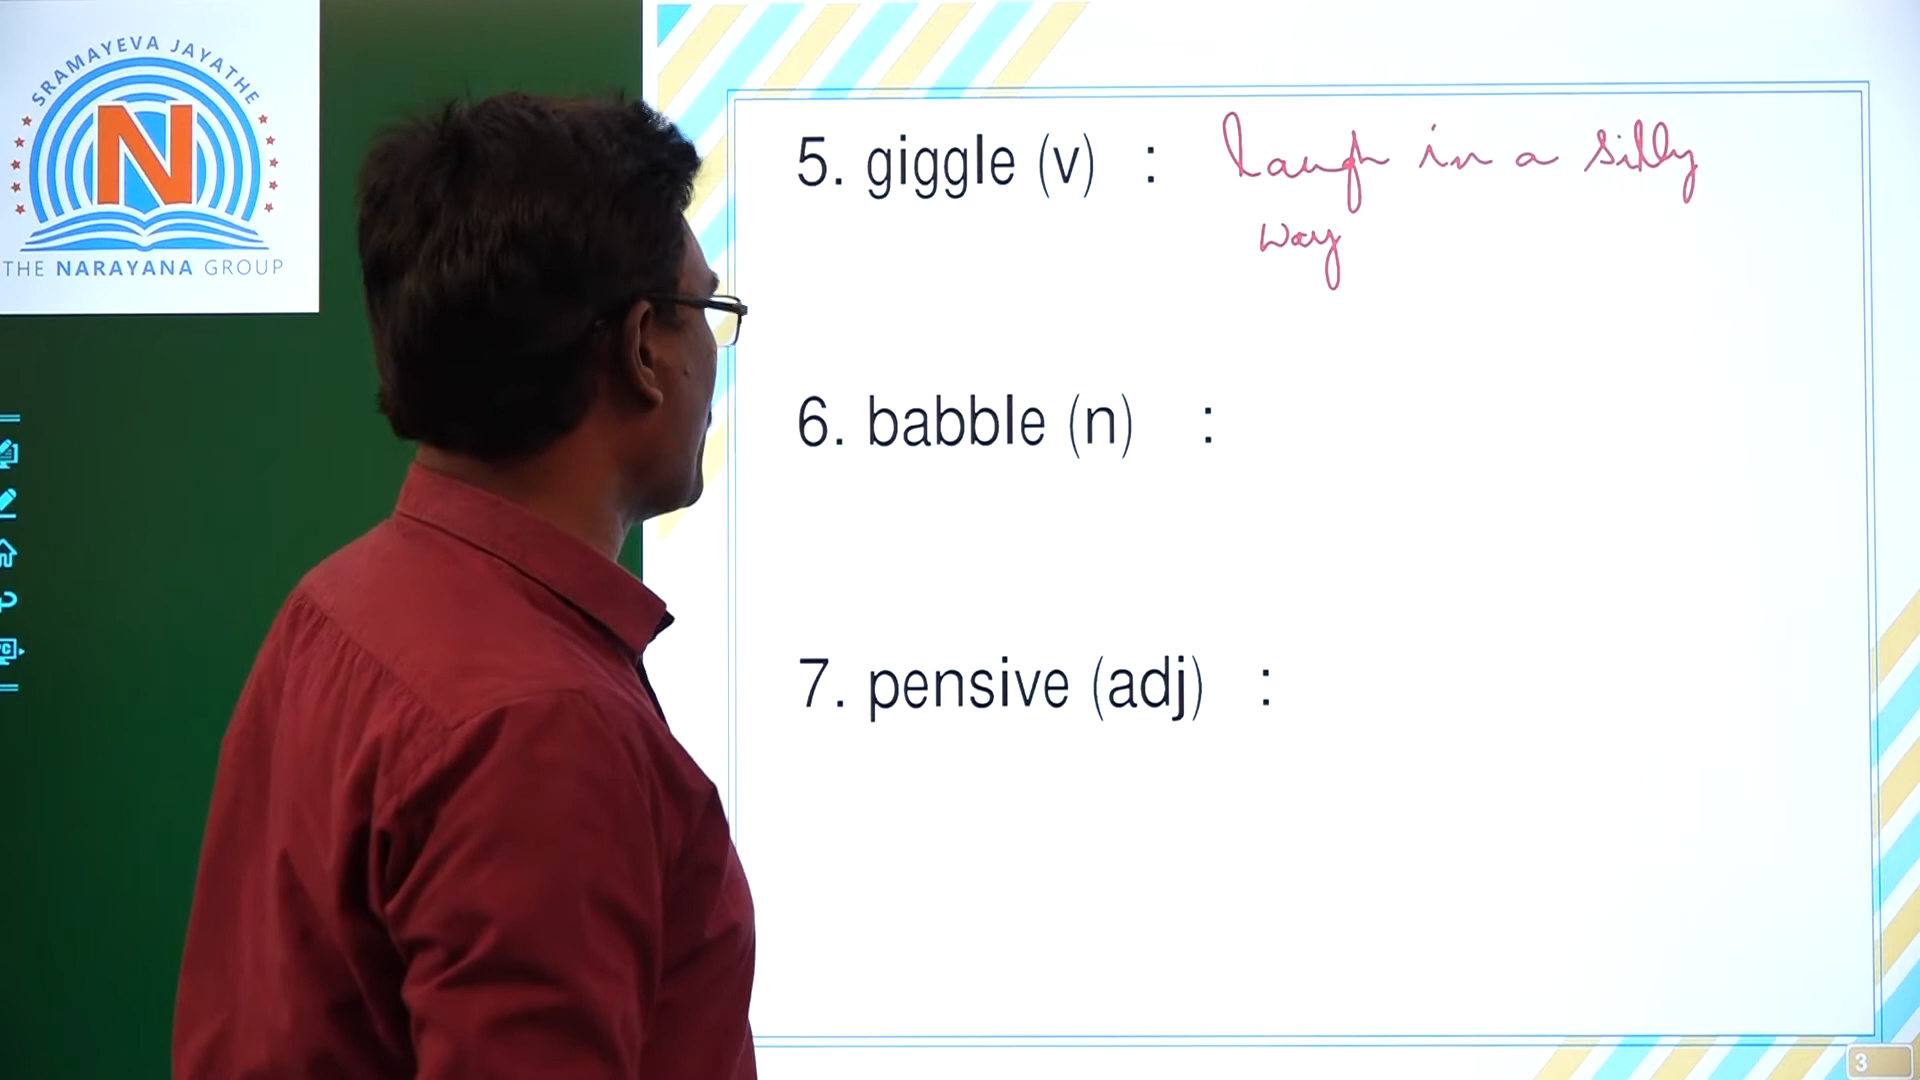 SRAMAYEVA JAYATHE
N
THE NARAYANA GROUP
5. giggle (v) : laugh in a silly
way
6. babble (n) :
7. pensive (adj) :
3